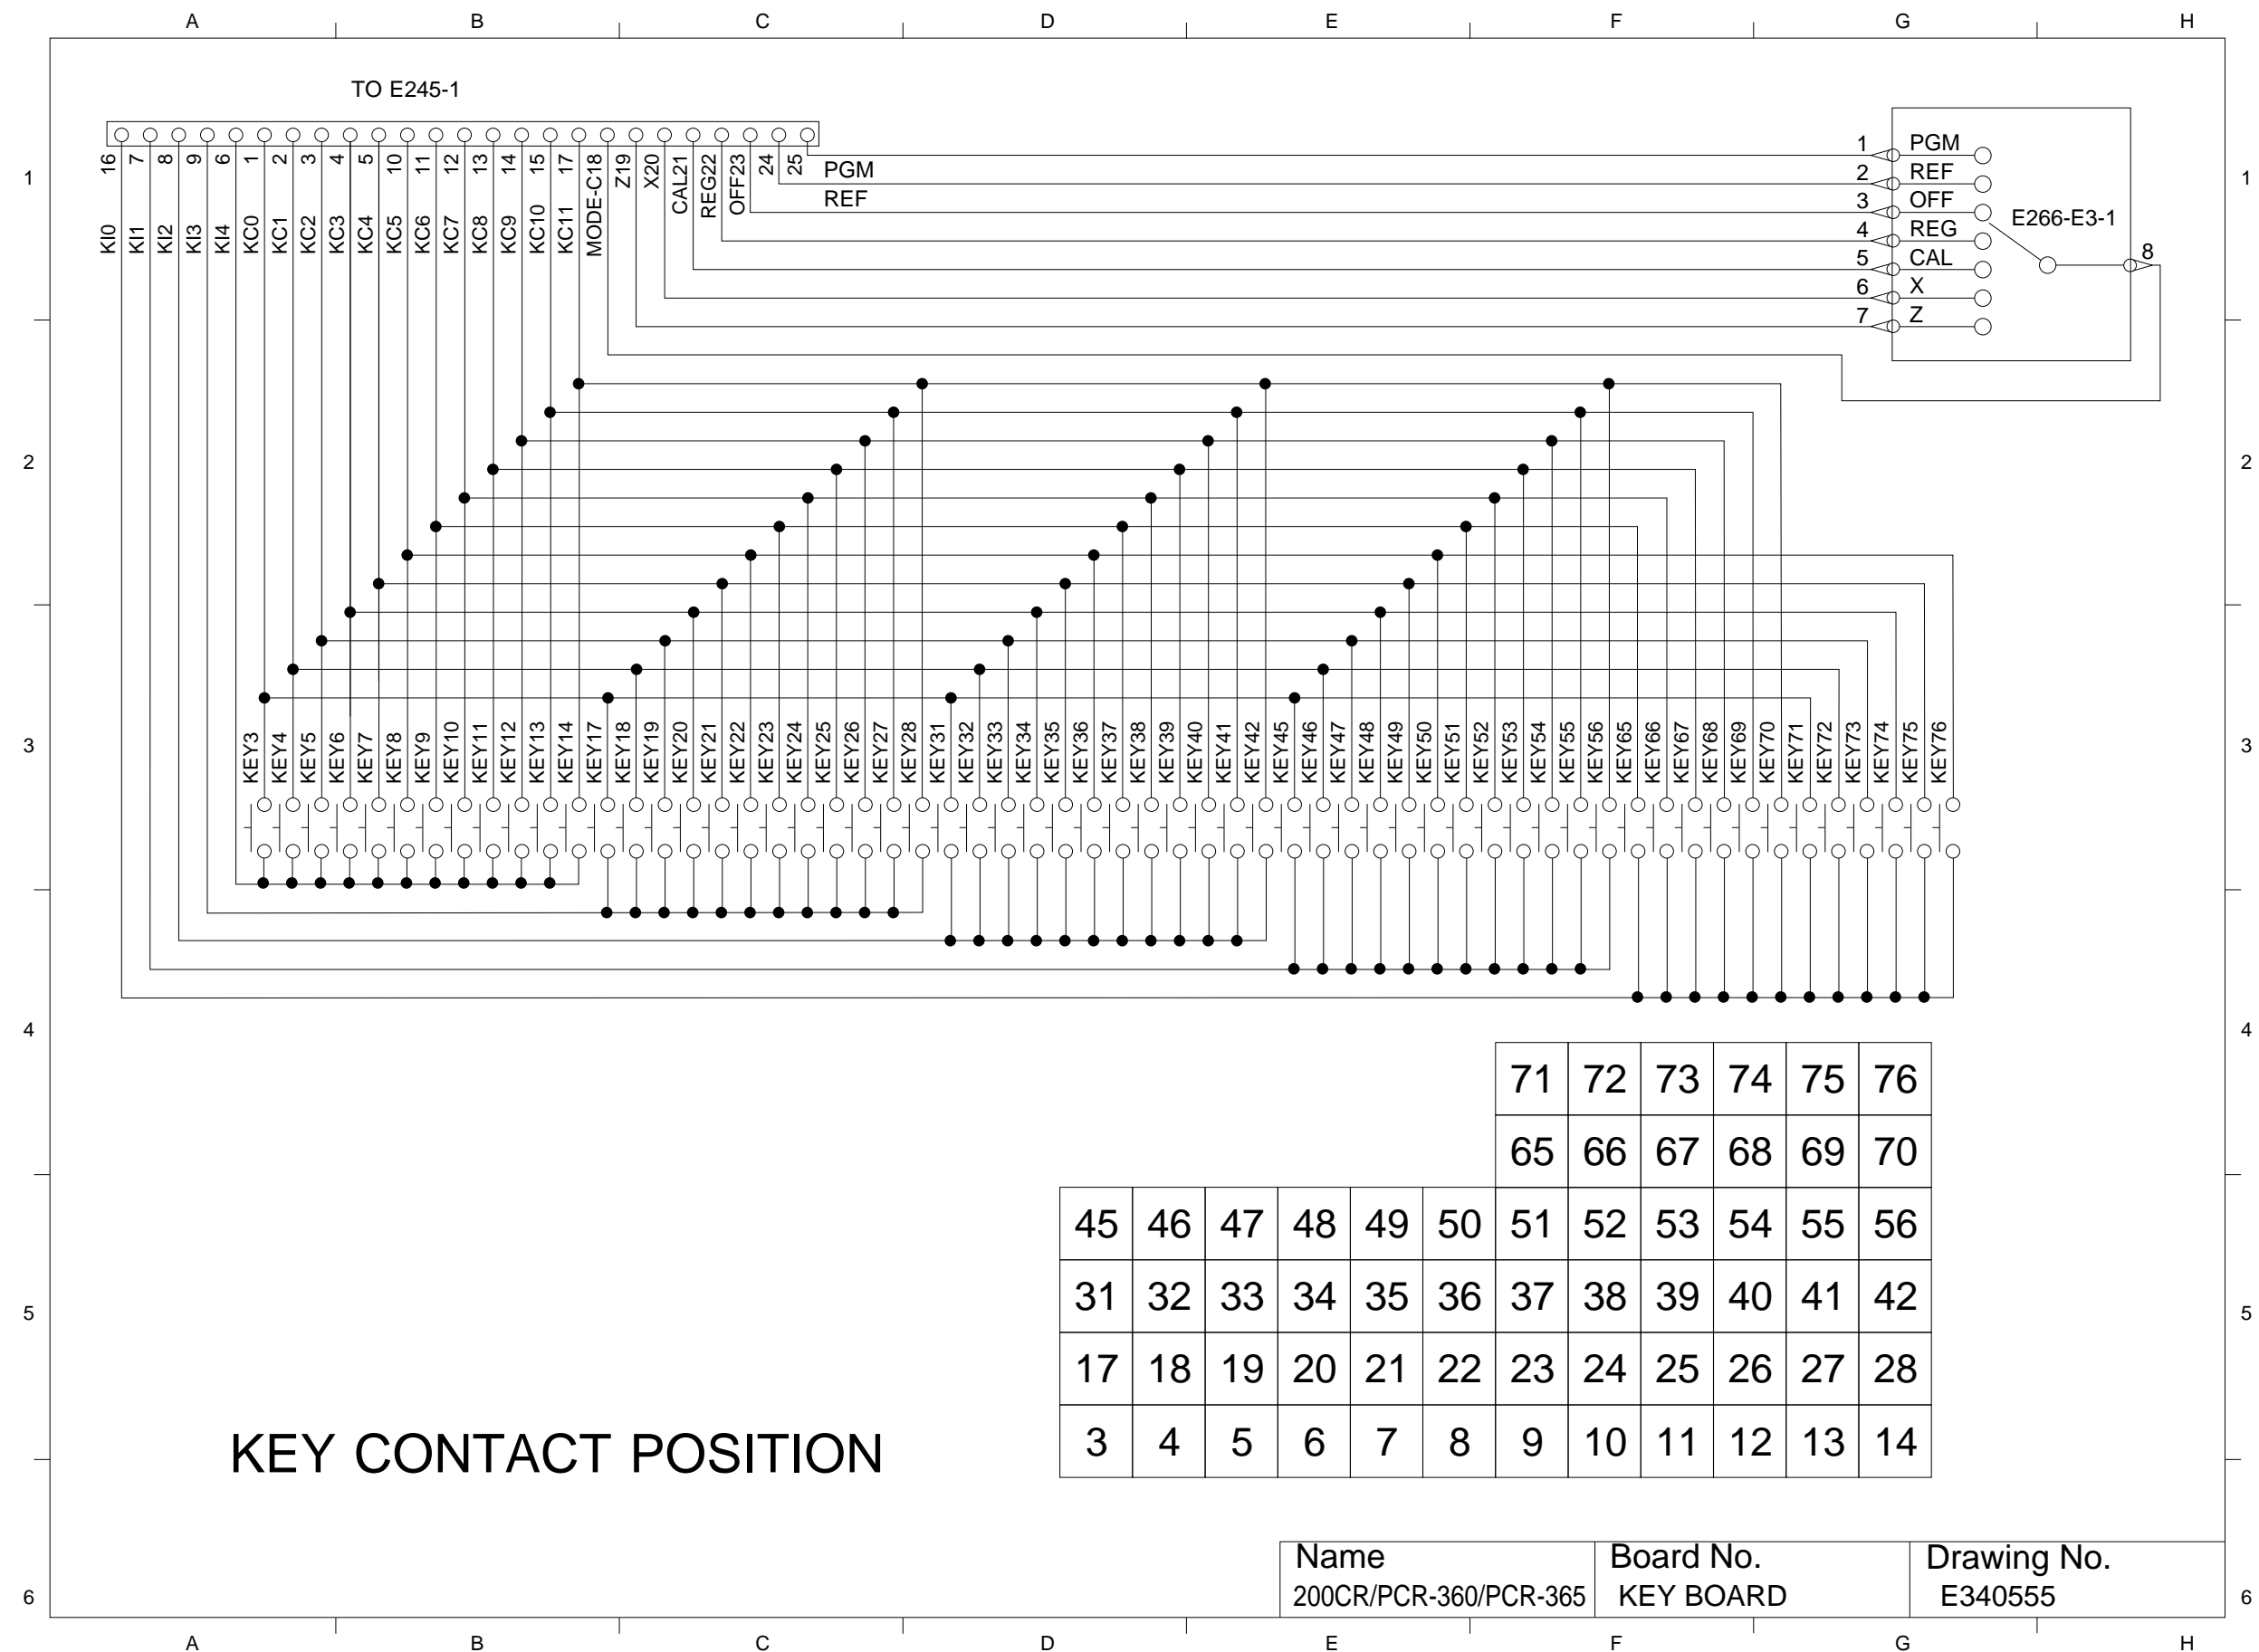 A B C D E F G H
TO E245-1
16 7 8 9 6 1 2 3 4 5 10 11 12 13 14 15 17 MODE-C18 Z19 X20 CAL21 REG22 OFF23 24 25
KI0 KI1 KI2 KI3 KI4 KC0 KC1 KC2 KC3 KC4 KC5 KC6 KC7 KC8 KC9 KC10 KC11
PGM
REF
1 PGM
2 REF
3 OFF
4 REG
5 CAL
6 X
7 Z
E266-E3-1
8
1 1
2 2
KEY3 KEY4 KEY5 KEY6 KEY7 KEY8 KEY9 KEY10 KEY11 KEY12 KEY13 KEY14 KEY17 KEY18 KEY19 KEY20 KEY21 KEY22 KEY23 KEY24 KEY25 KEY26 KEY27 KEY28 KEY31 KEY32 KEY33 KEY34 KEY35 KEY36 KEY37 KEY38 KEY39 KEY40 KEY41 KEY42 KEY45 KEY46 KEY47 KEY48 KEY49 KEY50 KEY51 KEY52 KEY53 KEY54 KEY55 KEY56 KEY65 KEY66 KEY67 KEY68 KEY69 KEY70 KEY71 KEY72 KEY73 KEY74 KEY75 KEY76
3 3
4 4
71 72 73 74 75 76
65 66 67 68 69 70
45 46 47 48 49 50 51 52 53 54 55 56
31 32 33 34 35 36 37 38 39 40 41 42
5 5
17 18 19 20 21 22 23 24 25 26 27 28
3 4 5 6 7 8 9 10 11 12 13 14
KEY CONTACT POSITION
Name Board No. Drawing No.
200CR/PCR-360/PCR-365 KEY BOARD E340555
6 6
A B C D E F G H